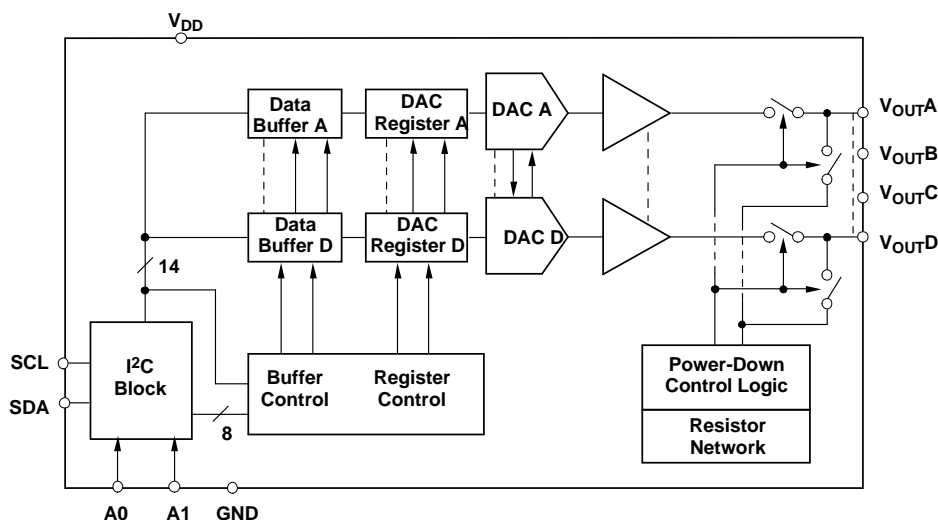 VDD
Data
Buffer A
DAC
Register A
DAC A
VOUTA
VOUTB
VOUTC
Data
Buffer D
DAC
Register D
DAC D
VOUTD
14
SCL
SDA
I2C
Block
8
Buffer
Control
Register
Control
Power-Down
Control Logic
Resistor
Network
A0
A1
GND